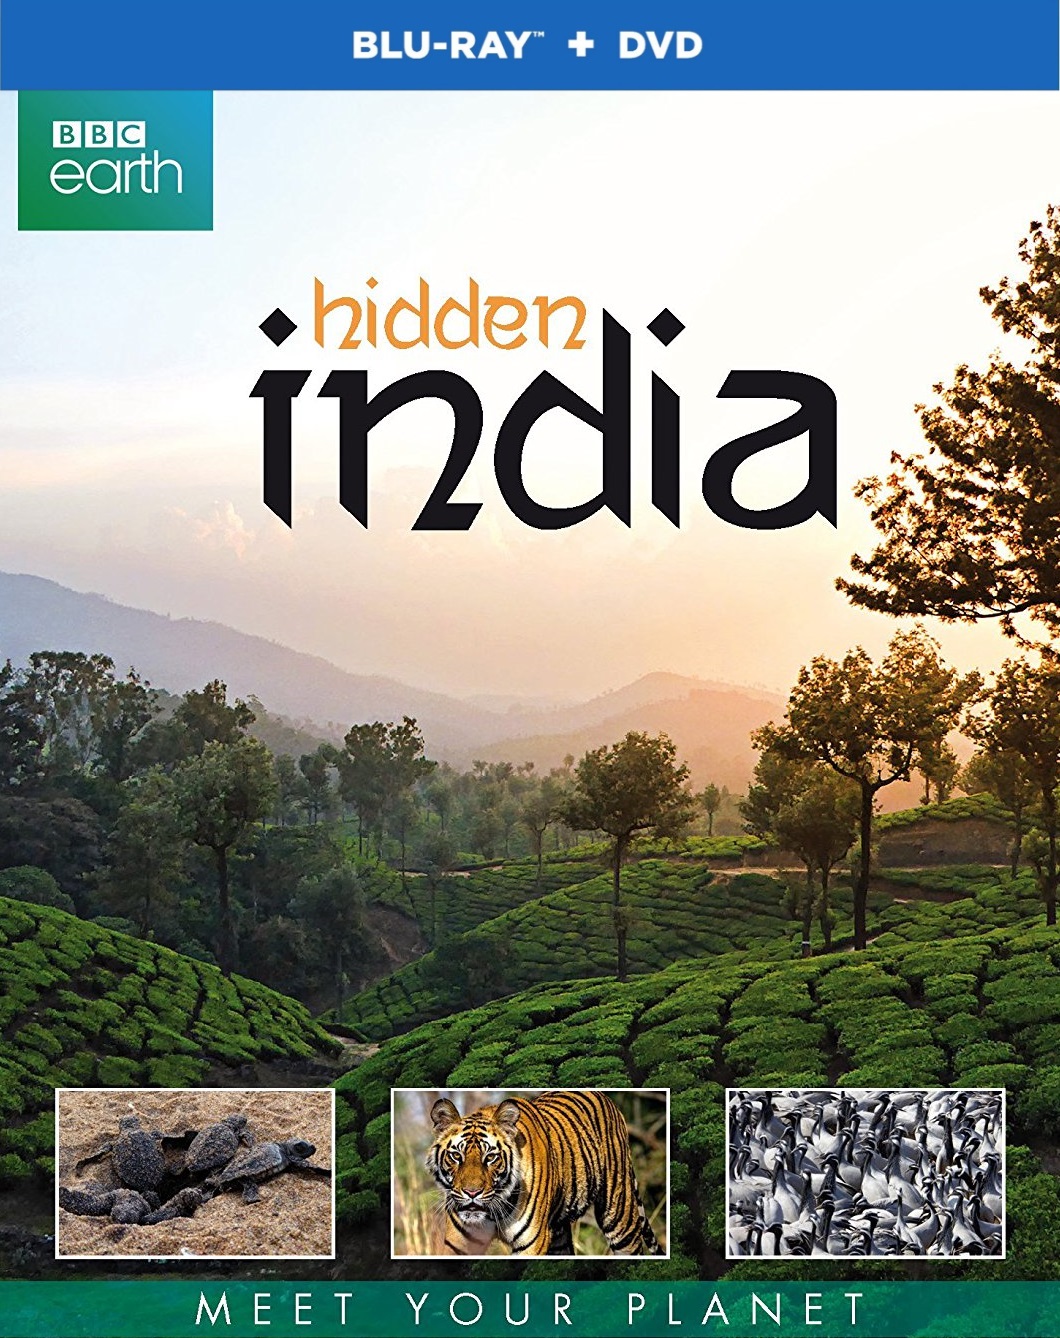 BLU-RAY™ + DVD
BBC
earth
hidden
india
MEET YOUR PLANET